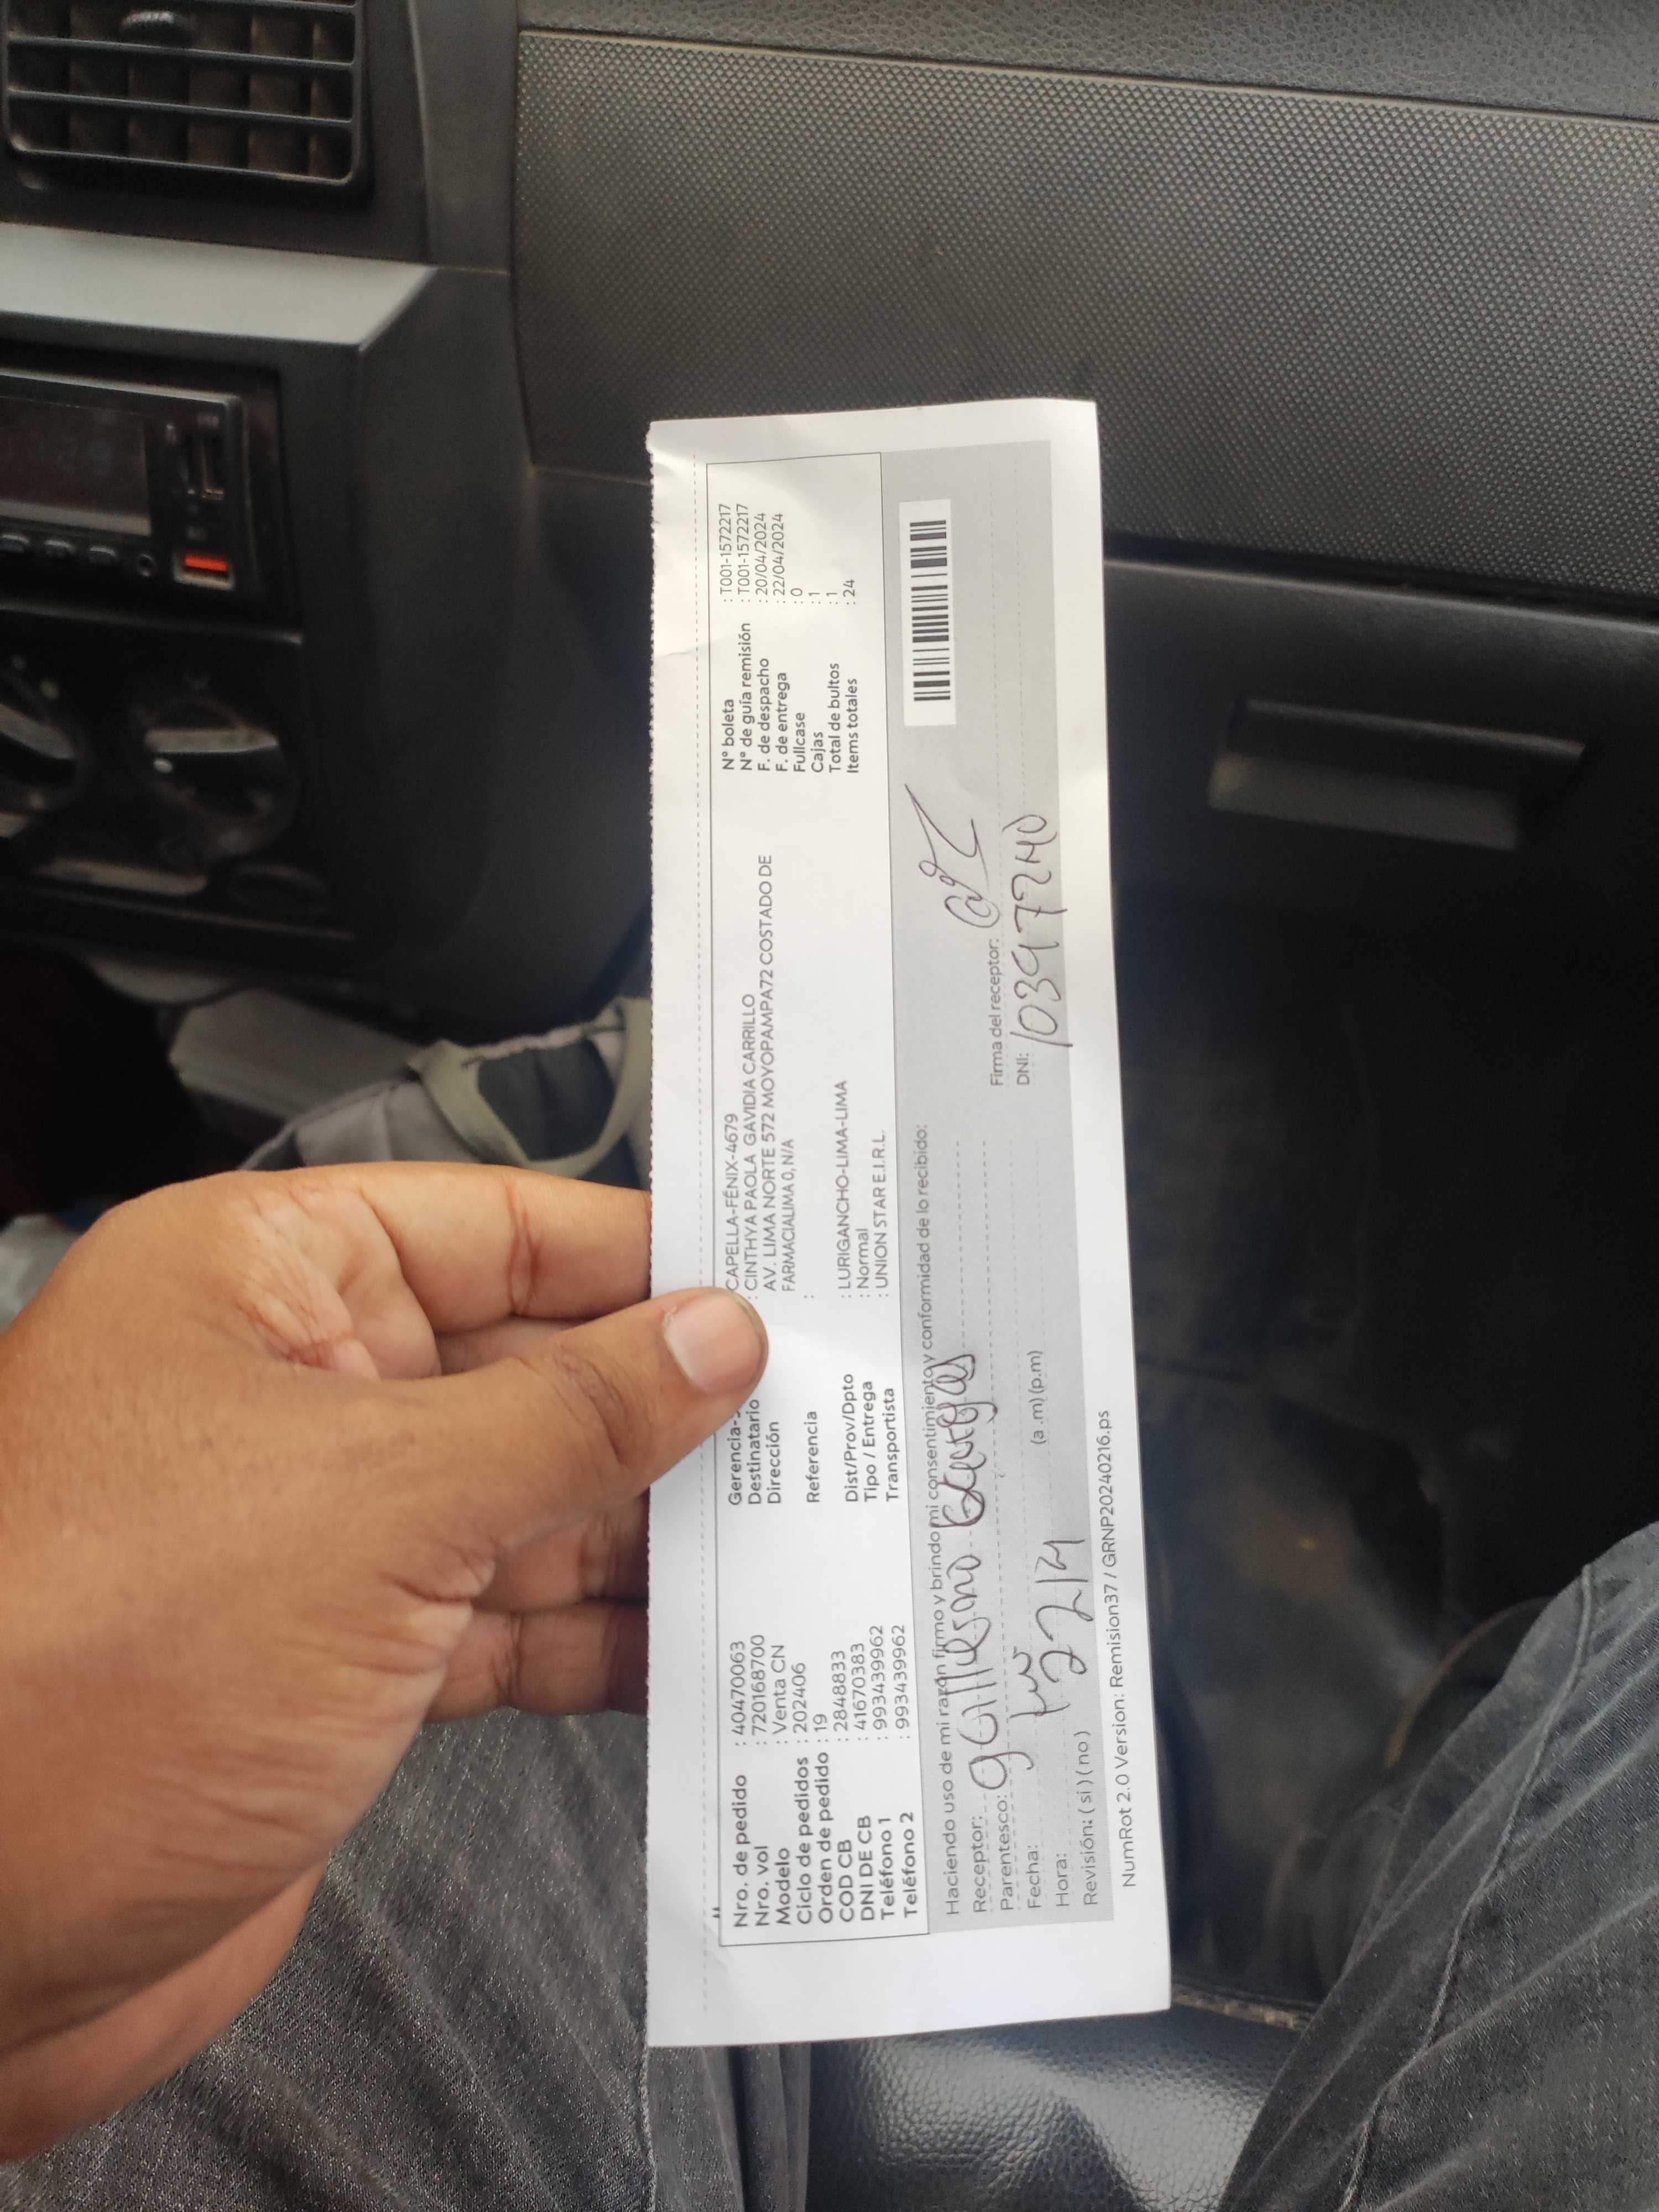 Nro. de pedido : 40470063
Nro. vol : 720168700
Modelo : Venta CN
Ciclo de pedidos : 202406
Orden de pedido : 19
COD CB : 2848833
DNI DE CB : 41670383
Teléfono 1 : 993439962
Teléfono 2 : 993439962
Gerencia- CAPELLA-FÉNIX-4679
Destinatario : CINTHYA PAOLA GAVIDIA CARRILLO
Dirección AV. LIMA NORTE 572 MOYOPAMPA72 COSTADO DE
FARMACIALIMA 0, N/A
Referencia :
Dist/Prov/Dpto : LURIGANCHO-LIMA-LIMA
Tipo / Entrega : Normal
Transportista : UNION STAR E.I.R.L.
N° boleta : T001-1572217
N° de guía remisión : T001-1572217
F. de despacho : 20/04/2024
F. de entrega : 22/04/2024
Fullcase : 0
Cajas : 1
Total de bultos : 1
Items totales : 24
Haciendo uso de mi razón firmo y brindo mi consentimiento y conformidad de lo recibido:
Receptor:
Parentesco:
Fecha: 22/4
Hora: (a .m) (p.m)
Revisión: ( si ) ( no )
Firma del receptor:
DNI: 103977240
NumRot 2.0 Version: Remision37 / GRNP20240216.ps